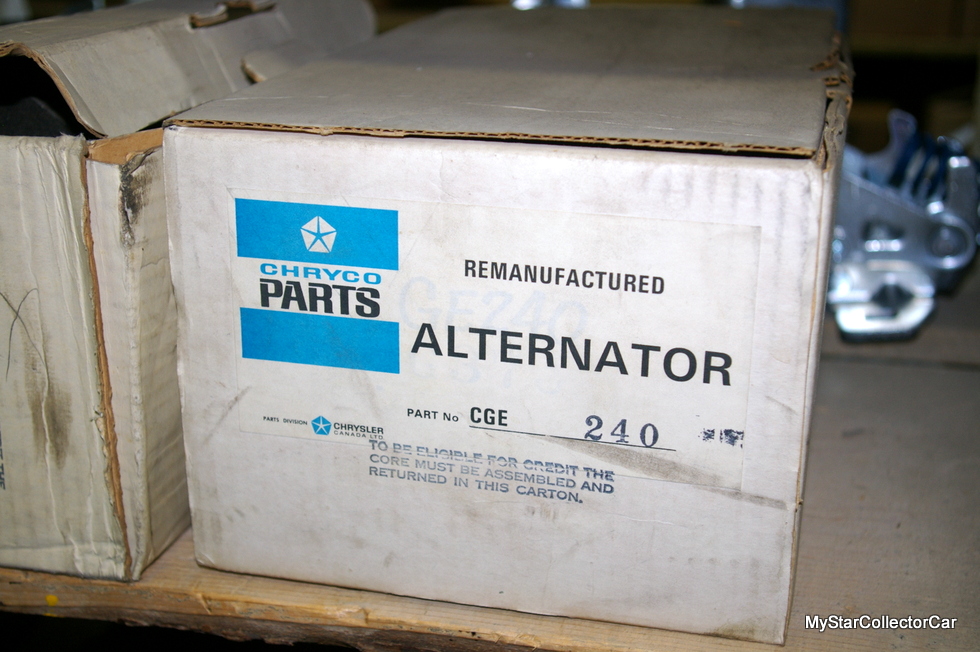 CHRYCO
PARTS
REMANUFACTURED
ALTERNATOR
PARTS DIVISION
CHRYSLER
CANADA LTD
PART No CGE 240
TO BE ELIGIBLE FOR CREDIT THE
CORE MUST BE ASSEMBLED AND
RETURNED IN THIS CARTON.
MyStarCollectorCar